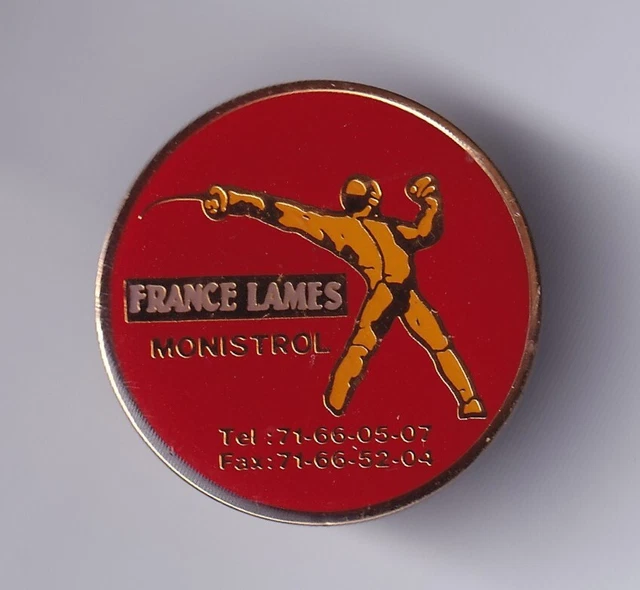 FRANCE LAMES
MONISTROL
Tel :71-66-05-07
Fax:71-66-52-04